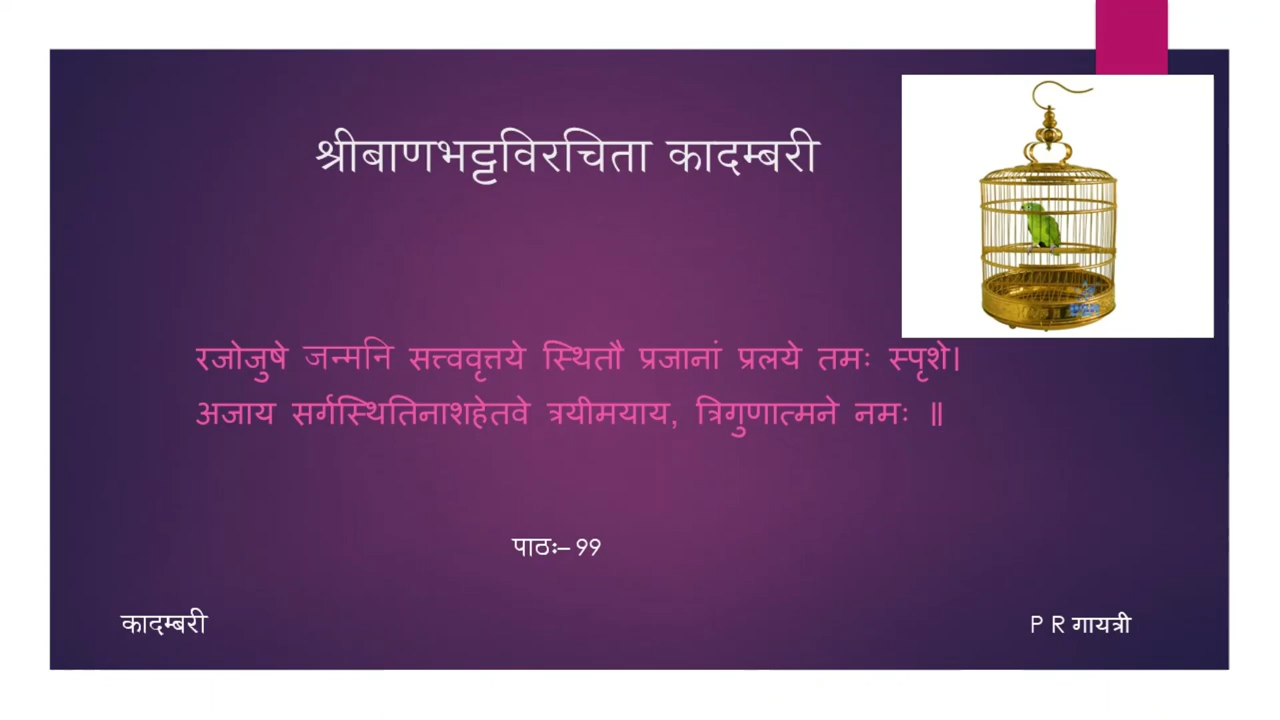 श्रीबाणभट्टविरचिता कादम्बरी
रजोजुषे जन्मनि सत्त्ववृत्तये स्थितौ प्रजानां प्रलये तमः स्पृशे।
अजाय सर्गस्थितिनाशहेतवे त्रयीमयाय, त्रिगुणात्मने नमः ॥
पाठः– ११
कादम्बरी
P R गायत्री